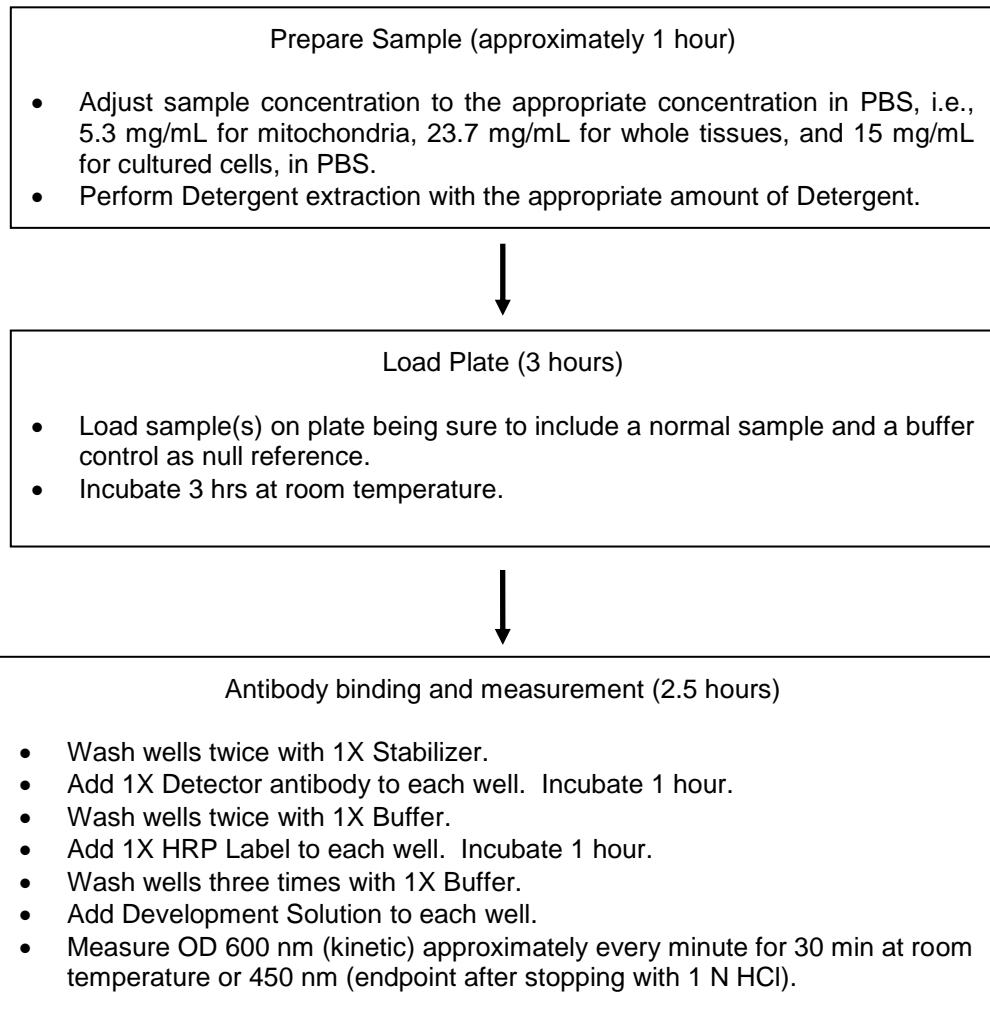 Prepare Sample (approximately 1 hour)
• Adjust sample concentration to the appropriate concentration in PBS, i.e.,
5.3 mg/mL for mitochondria, 23.7 mg/mL for whole tissues, and 15 mg/mL
for cultured cells, in PBS.
• Perform Detergent extraction with the appropriate amount of Detergent.
Load Plate (3 hours)
• Load sample(s) on plate being sure to include a normal sample and a buffer
control as null reference.
• Incubate 3 hrs at room temperature.
Antibody binding and measurement (2.5 hours)
• Wash wells twice with 1X Stabilizer.
• Add 1X Detector antibody to each well. Incubate 1 hour.
• Wash wells twice with 1X Buffer.
• Add 1X HRP Label to each well. Incubate 1 hour.
• Wash wells three times with 1X Buffer.
• Add Development Solution to each well.
• Measure OD 600 nm (kinetic) approximately every minute for 30 min at room
temperature or 450 nm (endpoint after stopping with 1 N HCl).